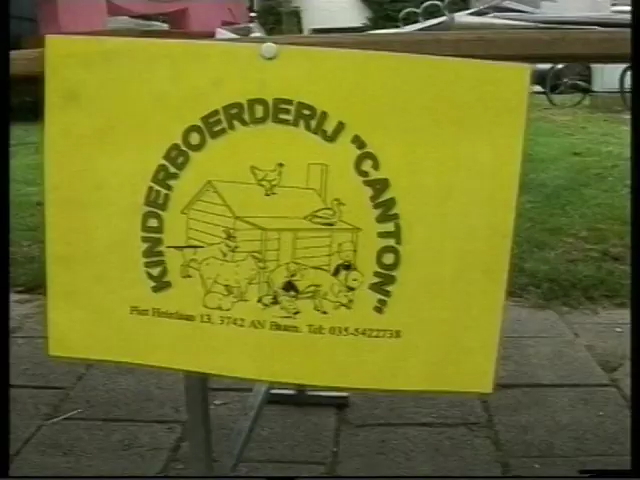 KINDERBOERDERIJ "CANTON"
Piet Heinlaan 13, 3742 AN Baarn. Tel: 035-5422738